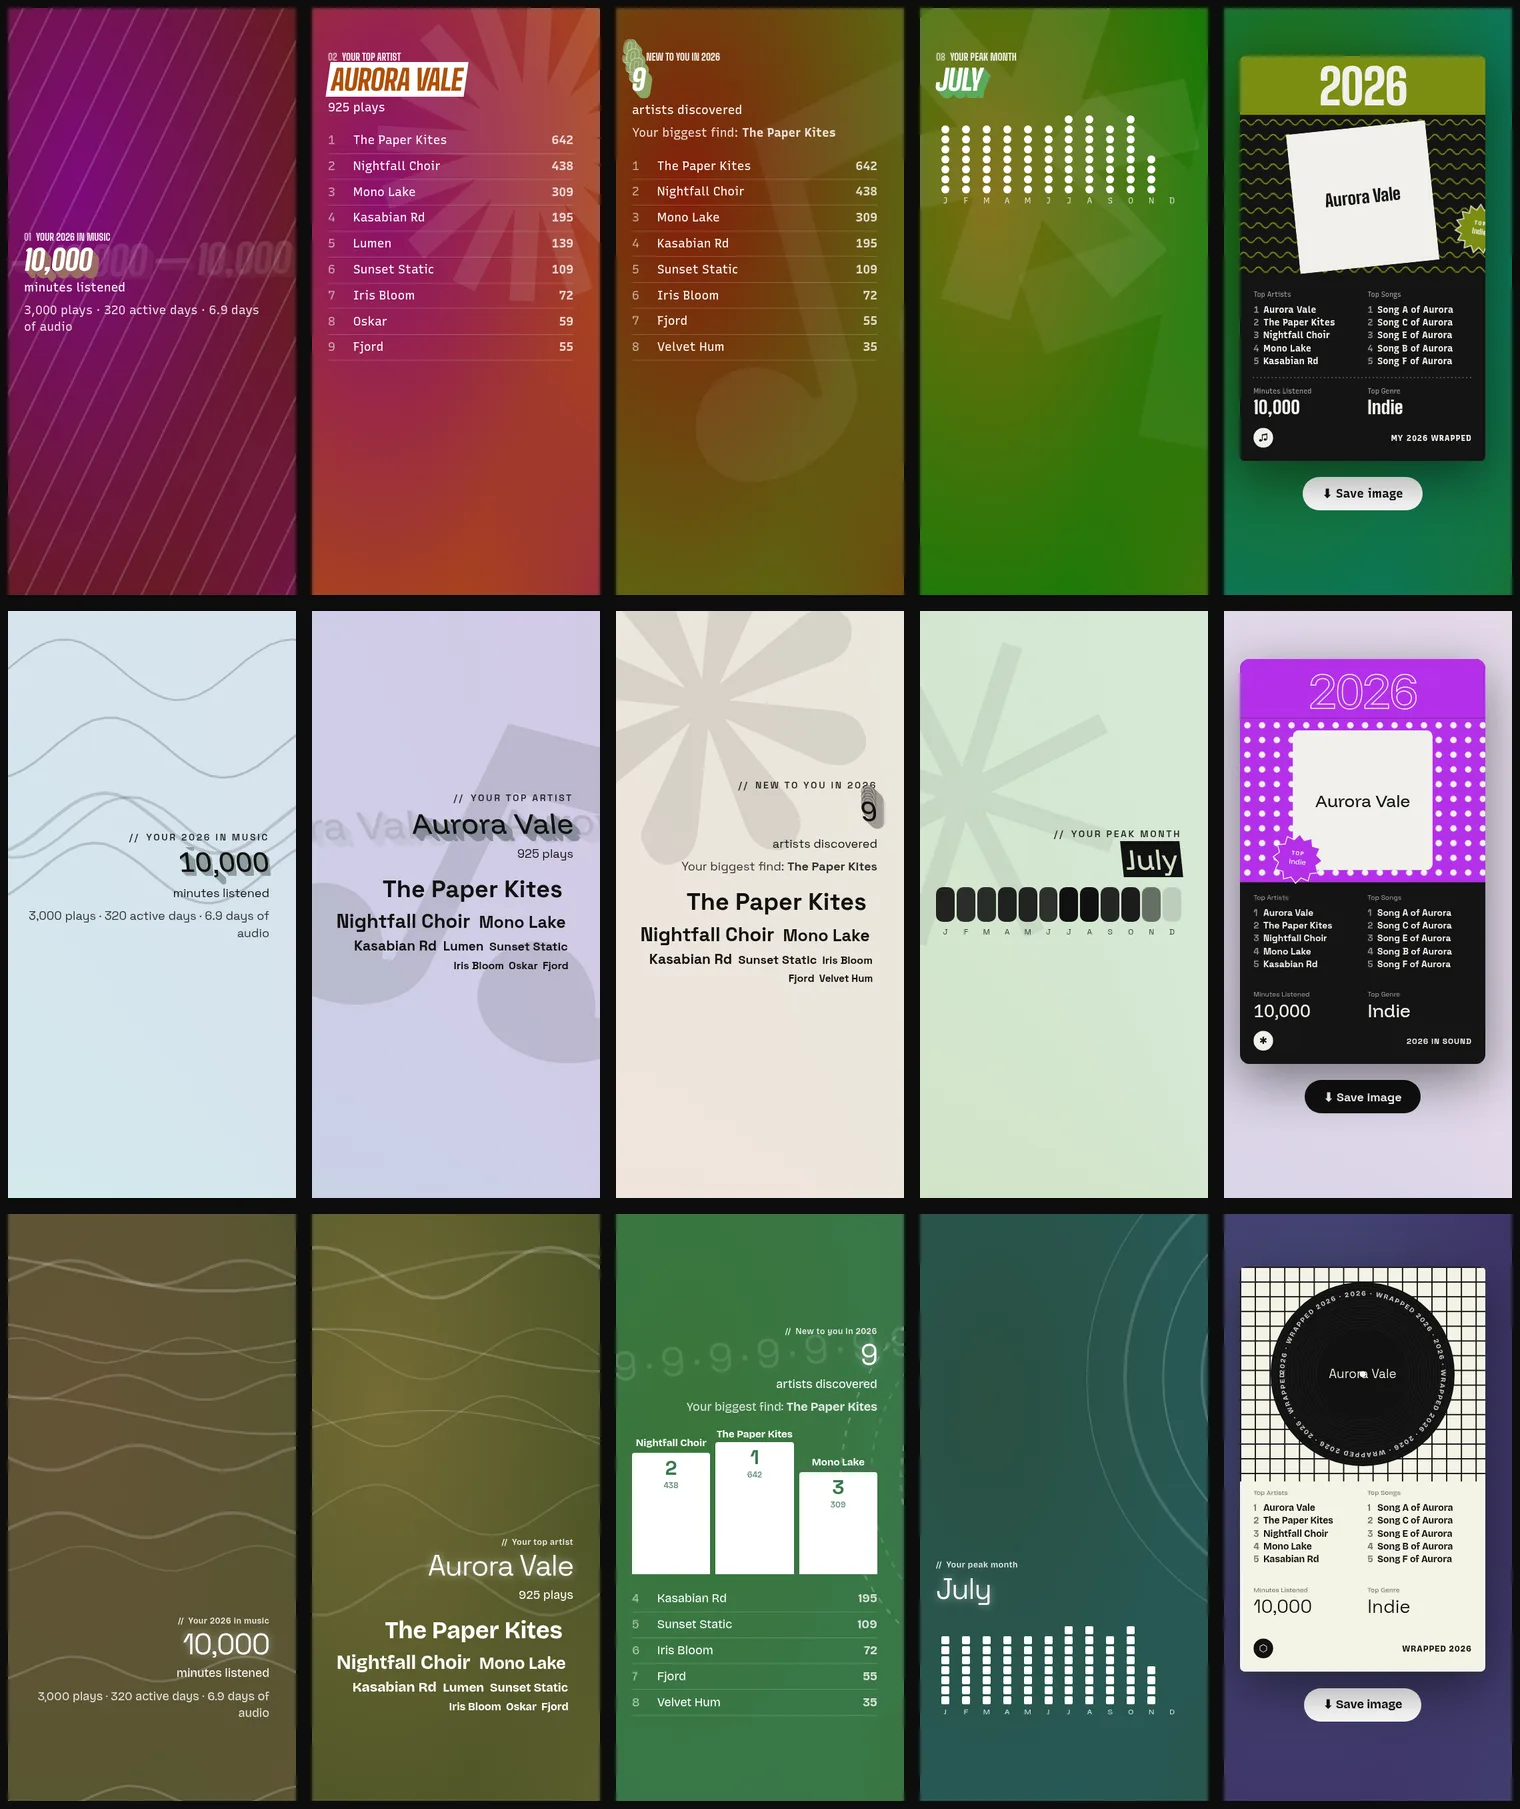 01 YOUR 2026 IN MUSIC
10,000
minutes listened
3,000 plays · 320 active days · 6.9 days
of audio
02 YOUR TOP ARTIST
AURORA VALE
925 plays
1 The Paper Kites 642
2 Nightfall Choir 438
3 Mono Lake 309
4 Kasabian Rd 195
5 Lumen 139
6 Sunset Static 109
7 Iris Bloom 72
8 Oskar 59
9 Fjord 55
NEW TO YOU IN 2026
9
artists discovered
Your biggest find: The Paper Kites
1 The Paper Kites 642
2 Nightfall Choir 438
3 Mono Lake 309
4 Kasabian Rd 195
5 Sunset Static 109
6 Iris Bloom 72
7 Fjord 55
8 Velvet Hum 35
08 YOUR PEAK MONTH
JULY
J F M A M J J A S O N D
2026
Aurora Vale
TOP
Indie
Top Artists Top Songs
1 Aurora Vale 1 Song A of Aurora
2 The Paper Kites 2 Song C of Aurora
3 Nightfall Choir 3 Song E of Aurora
4 Mono Lake 4 Song B of Aurora
5 Kasabian Rd 5 Song F of Aurora
Minutes Listened Top Genre
10,000 Indie
MY 2026 WRAPPED
⬇ Save image
// YOUR 2026 IN MUSIC
10,000
minutes listened
3,000 plays · 320 active days · 6.9 days of
audio
// YOUR TOP ARTIST
Aurora Vale
925 plays
The Paper Kites
Nightfall Choir Mono Lake
Kasabian Rd Lumen Sunset Static
Iris Bloom Oskar Fjord
// NEW TO YOU IN 2026
9
artists discovered
Your biggest find: The Paper Kites
The Paper Kites
Nightfall Choir Mono Lake
Kasabian Rd Sunset Static Iris Bloom
Fjord Velvet Hum
// YOUR PEAK MONTH
July
J F M A M J J A S O N D
2026
Aurora Vale
TOP
Indie
Top Artists Top Songs
1 Aurora Vale 1 Song A of Aurora
2 The Paper Kites 2 Song C of Aurora
3 Nightfall Choir 3 Song E of Aurora
4 Mono Lake 4 Song B of Aurora
5 Kasabian Rd 5 Song F of Aurora
Minutes Listened Top Genre
10,000 Indie
2026 IN SOUND
⬇ Save image
// Your 2026 in music
10,000
minutes listened
3,000 plays · 320 active days · 6.9 days of
audio
// Your top artist
Aurora Vale
925 plays
The Paper Kites
Nightfall Choir Mono Lake
Kasabian Rd Lumen Sunset Static
Iris Bloom Oskar Fjord
// New to you in 2026
9
artists discovered
Your biggest find: The Paper Kites
Nightfall Choir The Paper Kites Mono Lake
2 1 3
438 642 309
4 Kasabian Rd 195
5 Sunset Static 109
6 Iris Bloom 72
7 Fjord 55
8 Velvet Hum 35
// Your peak month
July
J F M A M J J A S O N D
2026 · WRAPPED 2026 · 2026 · WRAPPED 2026 · 2026 · WRAPPED 2026 · 2026 · WRAPPED 2026 · 2026 · WRAPPED
Aurora Vale
Top Artists Top Songs
1 Aurora Vale 1 Song A of Aurora
2 The Paper Kites 2 Song C of Aurora
3 Nightfall Choir 3 Song E of Aurora
4 Mono Lake 4 Song B of Aurora
5 Kasabian Rd 5 Song F of Aurora
Minutes Listened Top Genre
10,000 Indie
WRAPPED 2026
⬇ Save image